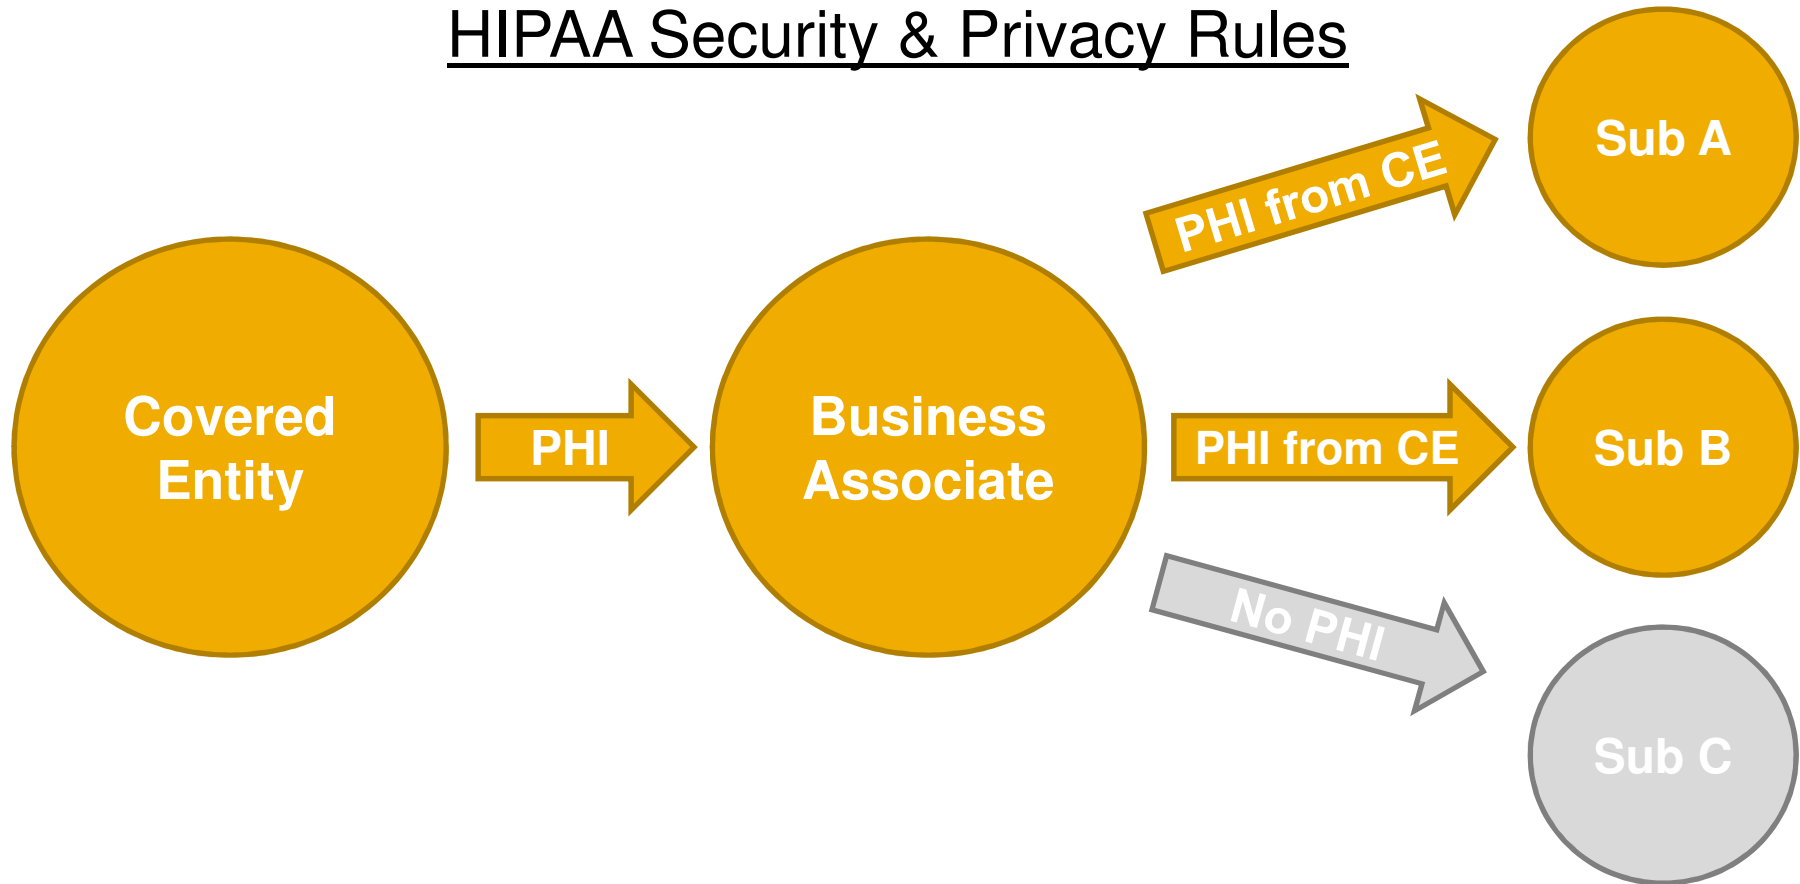 HIPAA Security & Privacy Rules
Covered
Entity
PHI
Business
Associate
PHI from CE
Sub A
PHI from CE
Sub B
No PHI
Sub C